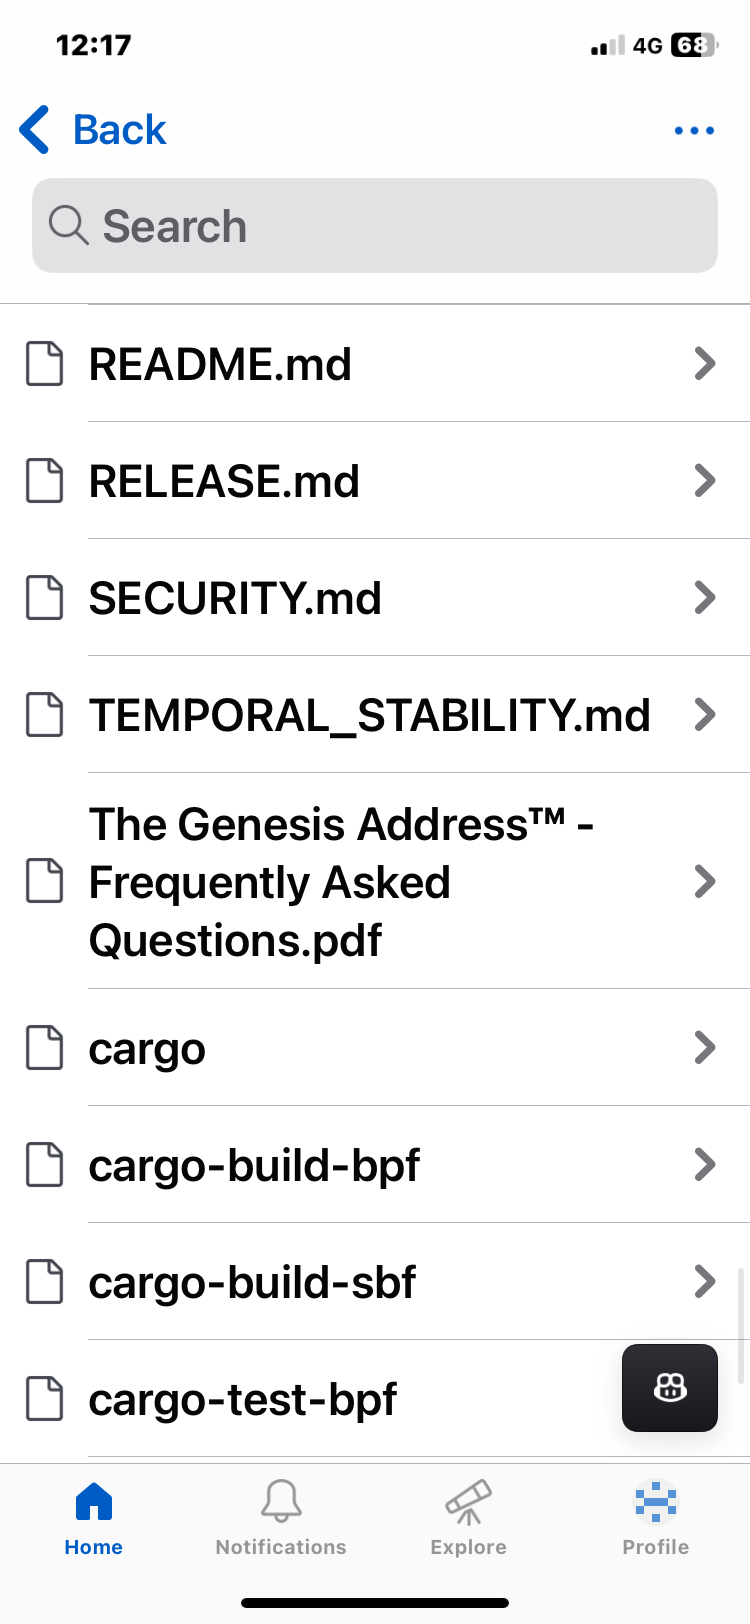 12:17
4G 68
Back
Search
README.md
RELEASE.md
SECURITY.md
TEMPORAL_STABILITY.md
The Genesis Address™ -
Frequently Asked
Questions.pdf
cargo
cargo-build-bpf
cargo-build-sbf
cargo-test-bpf
Home Notifications Explore Profile